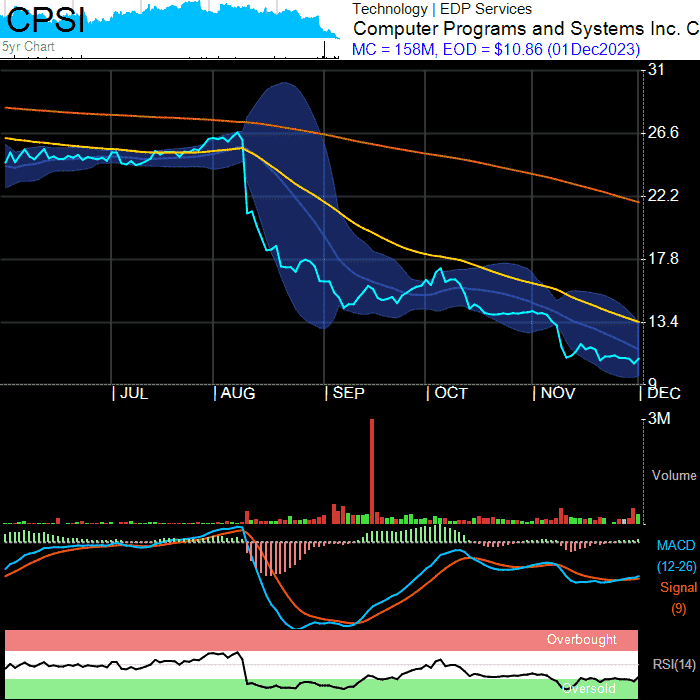 CPSI
5yr Chart
Technology | EDP Services
Computer Programs and Systems Inc. C
MC = 158M, EOD = $10.86 (01Dec2023)
31
26.6
22.2
17.8
13.4
9
JUL
AUG
SEP
OCT
NOV
DEC
3M
Volume
MACD
(12-26)
Signal
(9)
Overbought
RSI(14)
Oversold